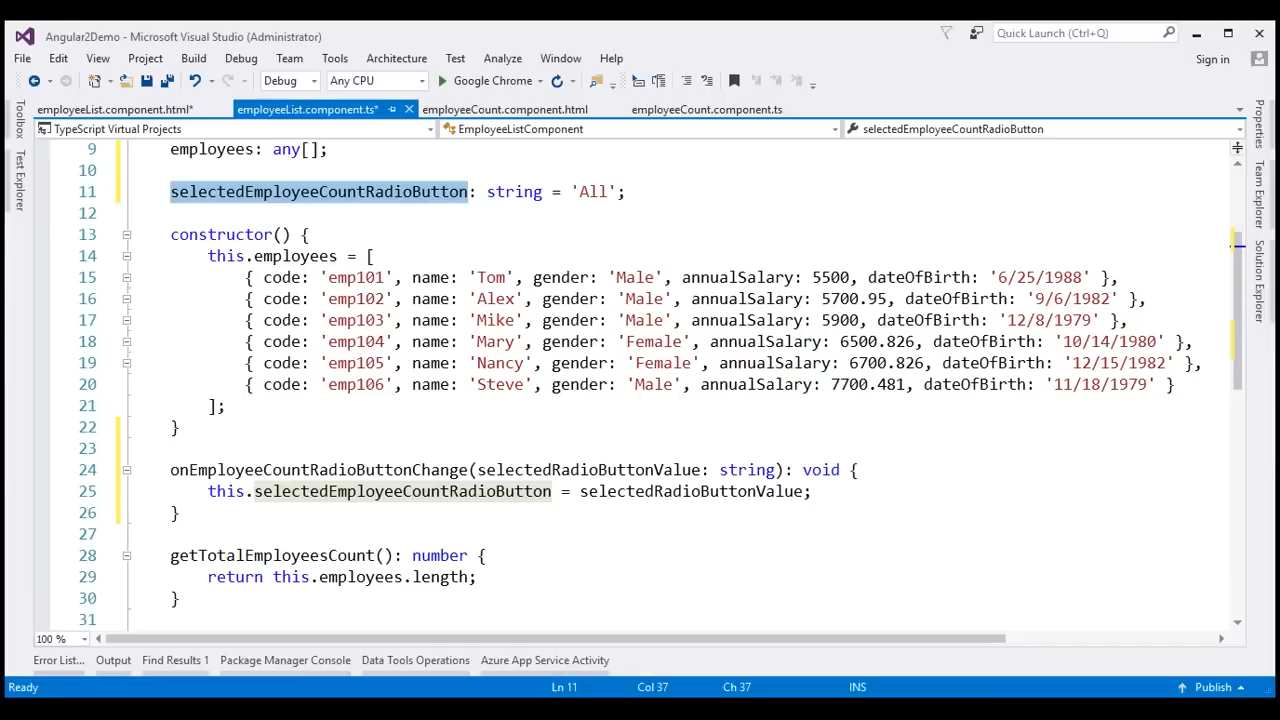 Angular2Demo - Microsoft Visual Studio (Administrator)
Quick Launch (Ctrl+Q)
File Edit View Project Build Debug Team Tools Architecture Test Analyze Window Help
Sign in
Debug Any CPU Google Chrome
employeeList.component.html* employeeList.component.ts* employeeCount.component.html employeeCount.component.ts
TypeScript Virtual Projects EmployeeListComponent selectedEmployeeCountRadioButton
Toolbox
Test Explorer
Properties
Team Explorer
Solution Explorer
9 employees: any[];
10
11 selectedEmployeeCountRadioButton: string = 'All';
12
13 constructor() {
14 this.employees = [
15 { code: 'emp101', name: 'Tom', gender: 'Male', annualSalary: 5500, dateOfBirth: '6/25/1988' },
16 { code: 'emp102', name: 'Alex', gender: 'Male', annualSalary: 5700.95, dateOfBirth: '9/6/1982' },
17 { code: 'emp103', name: 'Mike', gender: 'Male', annualSalary: 5900, dateOfBirth: '12/8/1979' },
18 { code: 'emp104', name: 'Mary', gender: 'Female', annualSalary: 6500.826, dateOfBirth: '10/14/1980' },
19 { code: 'emp105', name: 'Nancy', gender: 'Female', annualSalary: 6700.826, dateOfBirth: '12/15/1982' },
20 { code: 'emp106', name: 'Steve', gender: 'Male', annualSalary: 7700.481, dateOfBirth: '11/18/1979' }
21 ];
22 }
23
24 onEmployeeCountRadioButtonChange(selectedRadioButtonValue: string): void {
25 this.selectedEmployeeCountRadioButton = selectedRadioButtonValue;
26 }
27
28 getTotalEmployeesCount(): number {
29 return this.employees.length;
30 }
31
100 %
Error List... Output Find Results 1 Package Manager Console Data Tools Operations Azure App Service Activity
Ready Ln 11 Col 37 Ch 37 INS Publish